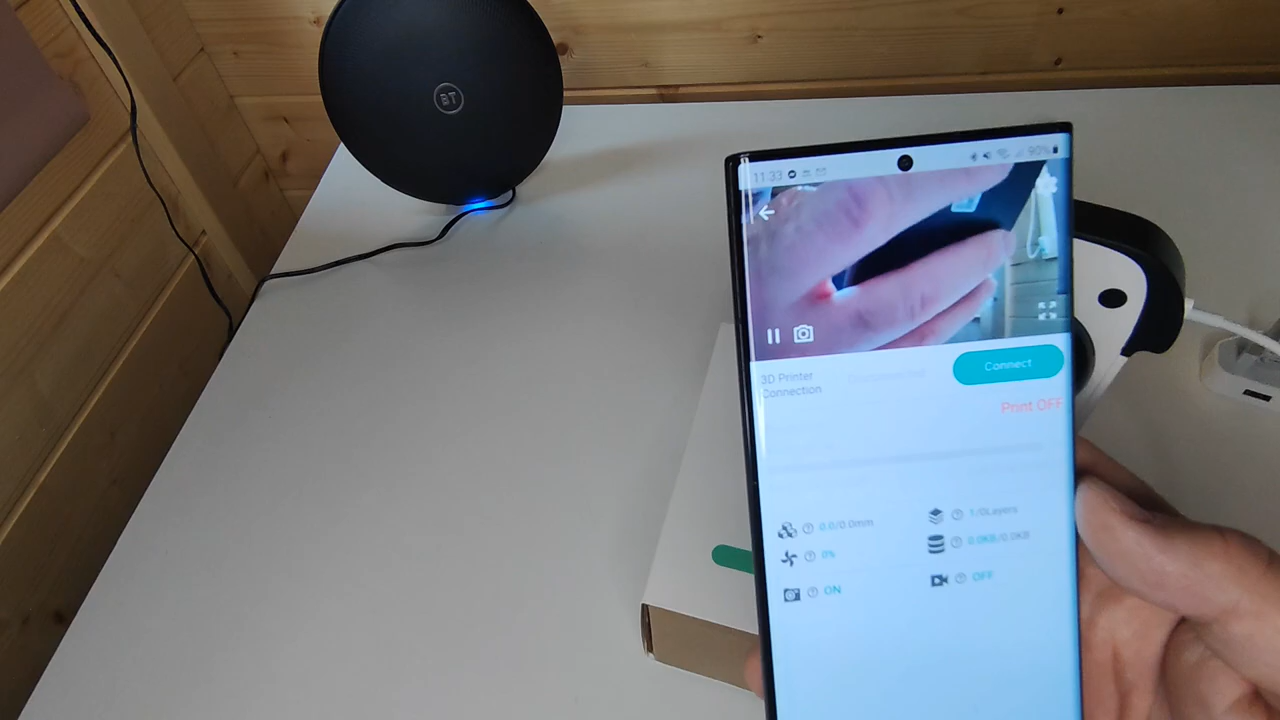 BT
11:33
90%
3D Printer
Connection
Connect
Print OFF
0.0/0.0mm
1/0Layers
0%
0.0KB/0.0KB
ON
OFF